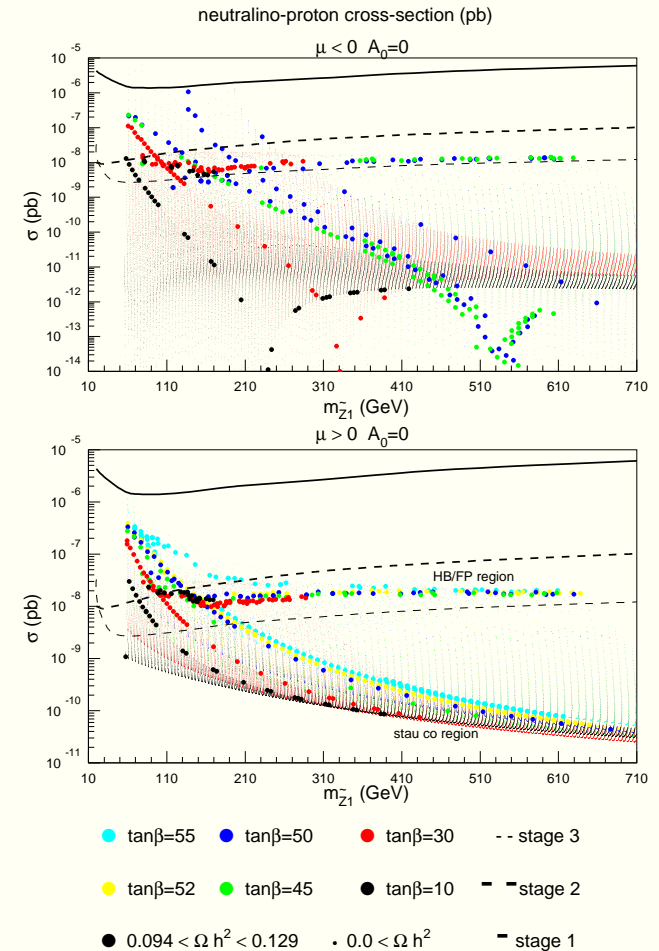 neutralino-proton cross-section (pb)
μ < 0 A₀=0
σ (pb)
10⁻⁵
10⁻⁶
10⁻⁷
10⁻⁸
10⁻⁹
10⁻¹⁰
10⁻¹¹
10⁻¹²
10⁻¹³
10⁻¹⁴
10 110 210 310 410 510 610 710
m_Z̃1 (GeV)
μ > 0 A₀=0
σ (pb)
10⁻⁵
10⁻⁶
10⁻⁷
10⁻⁸
10⁻⁹
10⁻¹⁰
10⁻¹¹
HB/FP region
stau co region
10 110 210 310 410 510 610 710
m_Z̃1 (GeV)
tanβ=55 tanβ=50 tanβ=30 stage 3
tanβ=52 tanβ=45 tanβ=10 stage 2
0.094 < Ω h² < 0.129 0.0 < Ω h² stage 1